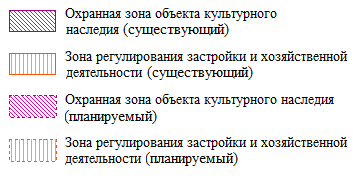 Охранная зона объекта культурного
наследия (существующий)
Зона регулирования застройки и хозяйственной
деятельности (существующий)
Охранная зона объекта культурного наследия
(планируемый)
Зона регулирования застройки и хозяйственной
деятельности (планируемый)